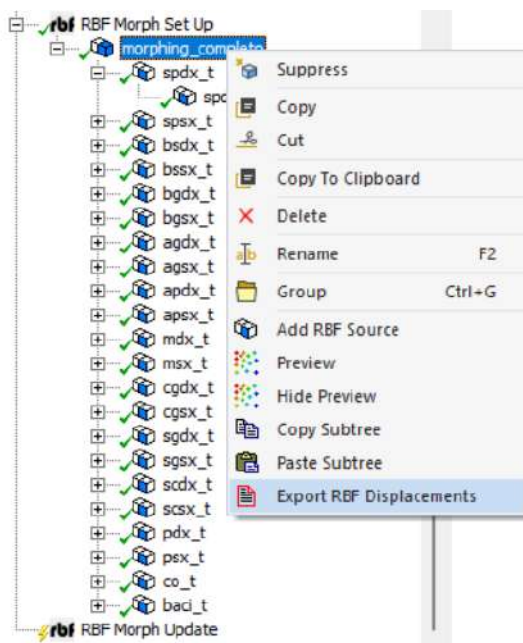 rbf RBF Morph Set Up
morphing_completo
spdx_t
spsx_t
bsdx_t
bssx_t
bgdx_t
bgsx_t
agdx_t
agsx_t
apdx_t
apsx_t
mdx_t
msx_t
cgdx_t
cgsx_t
sgdx_t
sgsx_t
scdx_t
scsx_t
pdx_t
psx_t
co_t
baci_t
rbf RBF Morph Update
Suppress
Copy
Cut
Copy To Clipboard
Delete
Rename F2
Group Ctrl+G
Add RBF Source
Preview
Hide Preview
Copy Subtree
Paste Subtree
Export RBF Displacements